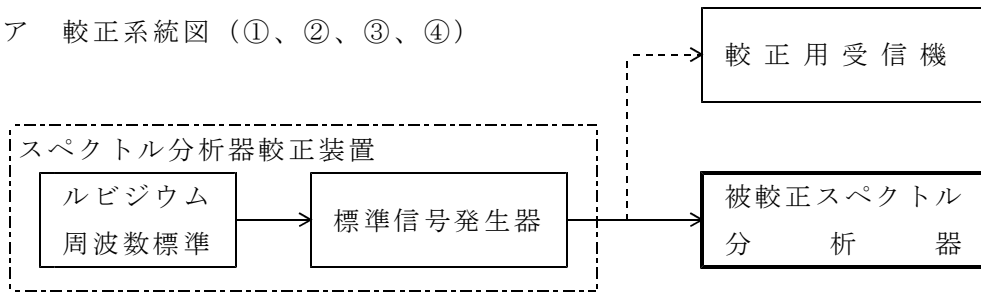 ア 較正系統図（①、②、③、④）
較正用受信機
スペクトル分析器較正装置
ルビジウム
周波数標準
標準信号発生器
被較正スペクトル
分析器